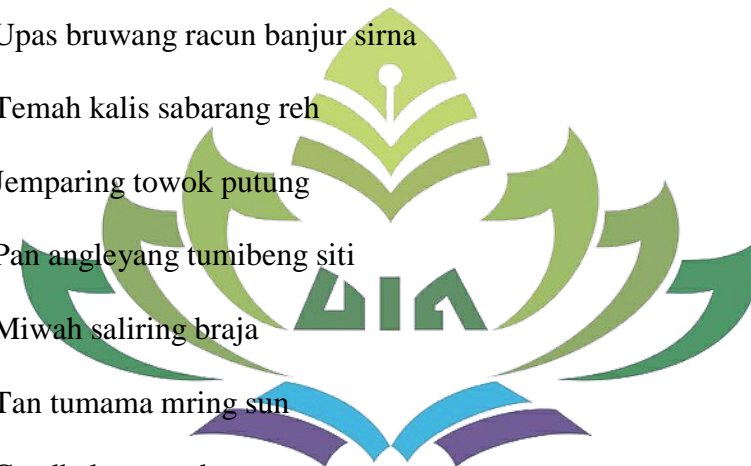 Upas bruwang racun banjur sirna
Temah kalis sabarang reh
Jemparing towok putung
Pan angleyang tumibeng siti
UIN
Miwah saliring braja
Tan tumama mring sun